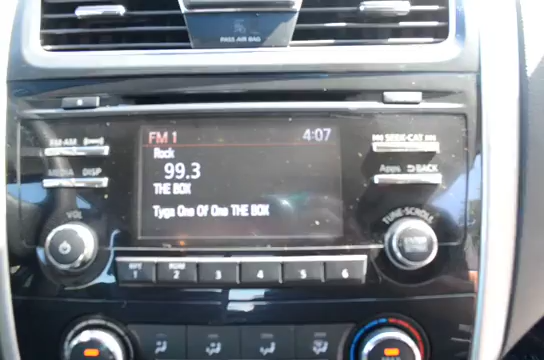 PASS AIR BAG
FM 1 4:07
Rock
99.3
THE BOX
Tyga One Of One THE BOX
FM·AM
MEDIA DISP
VOL
SEEK·CAT
Apps BACK
TUNE·SCROLL
1 2 3 4 5 6